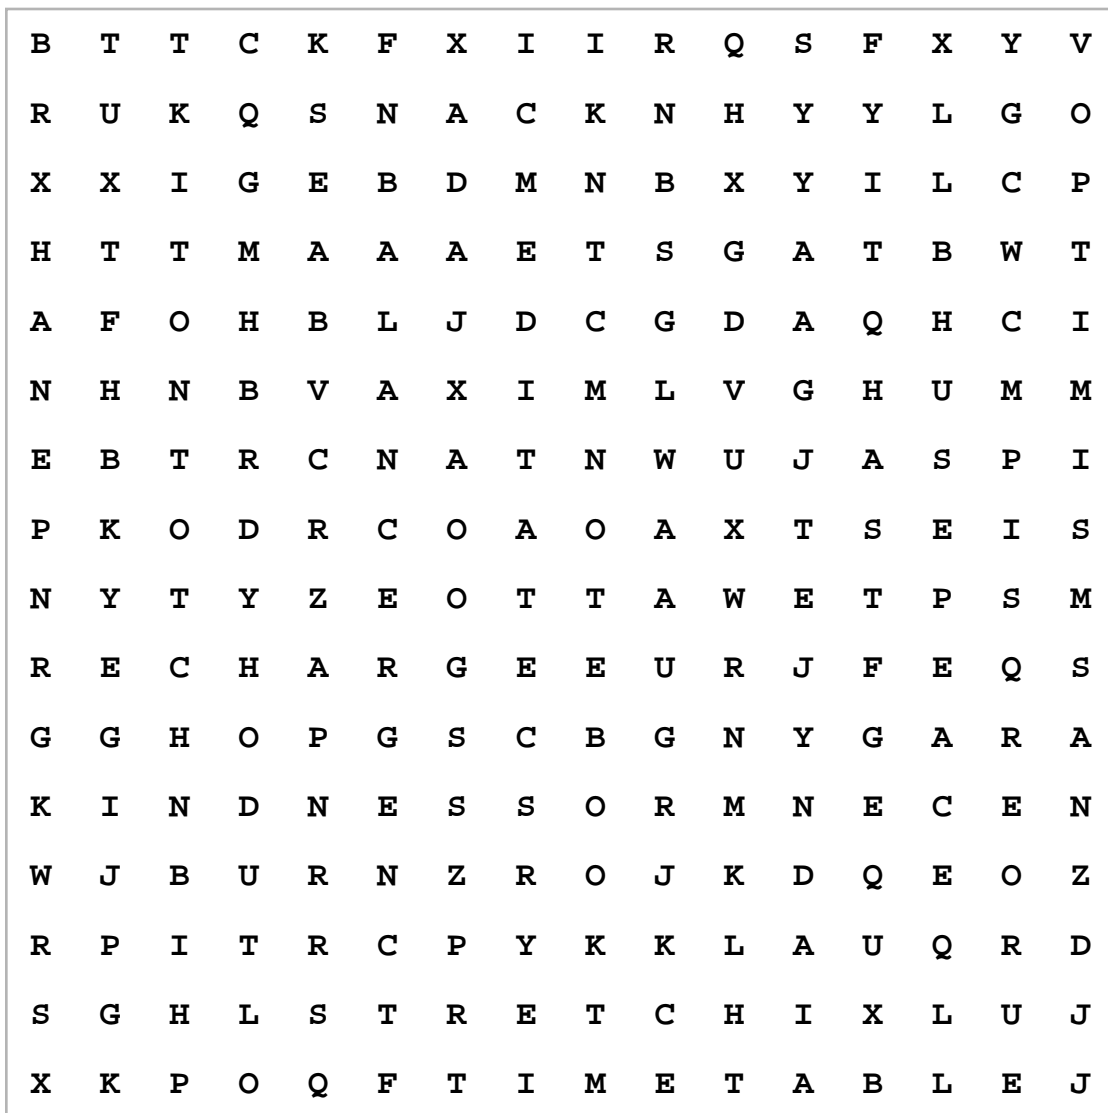 B T T C K F X I I R Q S F X Y V
R U K Q S N A C K N H Y Y L G O
X X I G E B D M N B X Y I L C P
H T T M A A A E T S G A T B W T
A F O H B L J D C G D A Q H C I
N H N B V A X I M L V G H U M M
E B T R C N A T N W U J A S P I
P K O D R C O A O A X T S E I S
N Y T Y Z E O T T A W E T P S M
R E C H A R G E E U R J F E Q S
G G H O P G S C B G N Y G A R A
K I N D N E S S O R M N E C E N
W J B U R N Z R O J K D Q E O Z
R P I T R C P Y K K L A U Q R D
S G H L S T R E T C H I X L U J
X K P O Q F T I M E T A B L E J